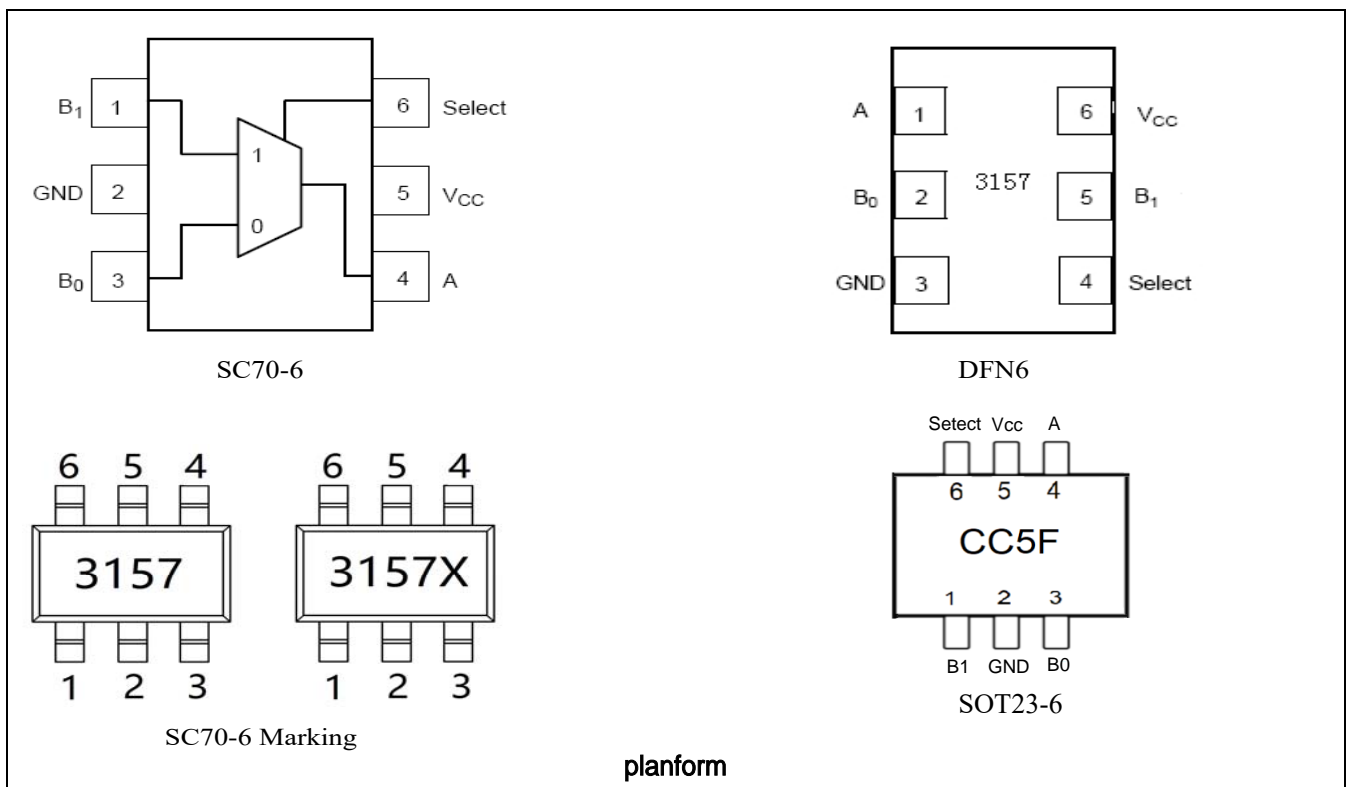 B1 1 6 Select
1
GND 2 5 VCC
0
B0 3 4 A
SC70-6
A 1 6 VCC
B0 2 3157 5 B1
GND 3 4 Select
DFN6
6 5 4
3157
1 2 3
6 5 4
3157X
1 2 3
SC70-6 Marking
Setect Vcc A
6 5 4
CC5F
1 2 3
B1 GND B0
SOT23-6
planform